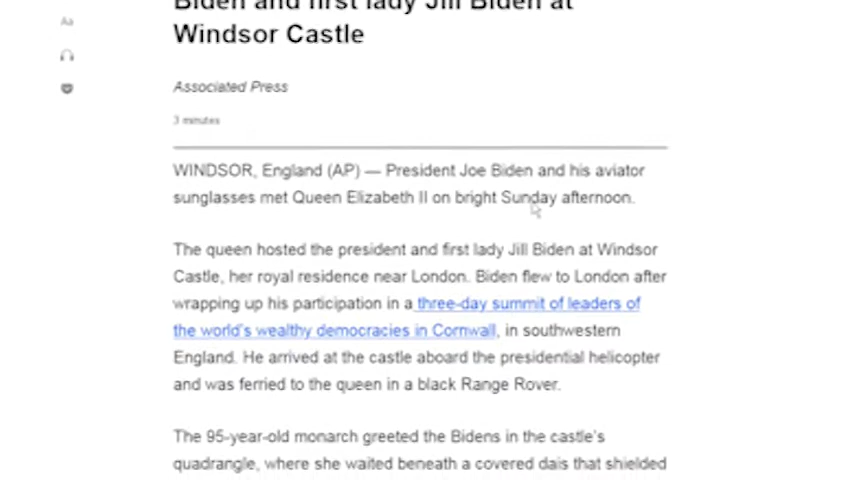 Biden and first lady Jill Biden at
Windsor Castle
Aa
Associated Press
3 minutes
WINDSOR, England (AP) — President Joe Biden and his aviator
sunglasses met Queen Elizabeth II on bright Sunday afternoon.
The queen hosted the president and first lady Jill Biden at Windsor
Castle, her royal residence near London. Biden flew to London after
wrapping up his participation in a three-day summit of leaders of
the world's wealthy democracies in Cornwall, in southwestern
England. He arrived at the castle aboard the presidential helicopter
and was ferried to the queen in a black Range Rover.
The 95-year-old monarch greeted the Bidens in the castle's
quadrangle, where she waited beneath a covered dais that shielded